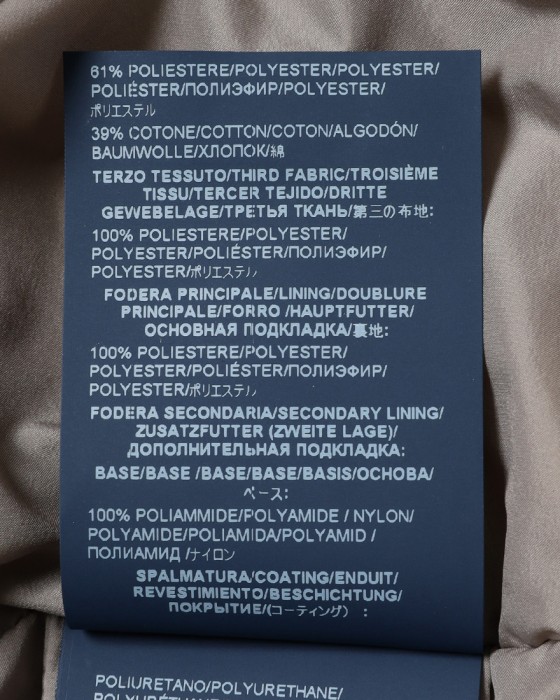 61% POLIESTERE/POLYESTER/POLYESTER/
POLIÉSTER/ПОЛИЭФИР/POLYESTER/
ポリエステル
39% COTONE/COTTON/COTON/ALGODÓN/
BAUMWOLLE/ХЛОПОК/綿
TERZO TESSUTO/THIRD FABRIC/TROISIÈME
TISSU/TERCER TEJIDO/DRITTE
GEWEBELAGE/ТРЕТЬЯ ТКАНЬ/第三の布地:
100% POLIESTERE/POLYESTER/
POLYESTER/POLIÉSTER/ПОЛИЭФИР/
POLYESTER/ポリエステル
FODERA PRINCIPALE/LINING/DOUBLURE
PRINCIPALE/FORRO /HAUPTFUTTER/
ОСНОВНАЯ ПОДКЛАДКА/裏地:
100% POLIESTERE/POLYESTER/
POLYESTER/POLIÉSTER/ПОЛИЭФИР/
POLYESTER/ポリエステル
FODERA SECONDARIA/SECONDARY LINING/
ZUSATZFUTTER (ZWEITE LAGE)/
ДОПОЛНИТЕЛЬНАЯ ПОДКЛАДКА:
BASE/BASE /BASE/BASE/BASIS/ОСНОВА/
ベース:
100% POLIAMMIDE/POLYAMIDE / NYLON/
POLYAMIDE/POLIAMIDA/POLYAMID /
ПОЛИАМИД /ナイロン
SPALMATURA/COATING/ENDUIT/
REVESTIMIENTO/BESCHICHTUNG/
ПОКРЫТИЕ/(コーティング） :
POLIURETANO/POLYURETHANE/
POLYURÉTHANE/